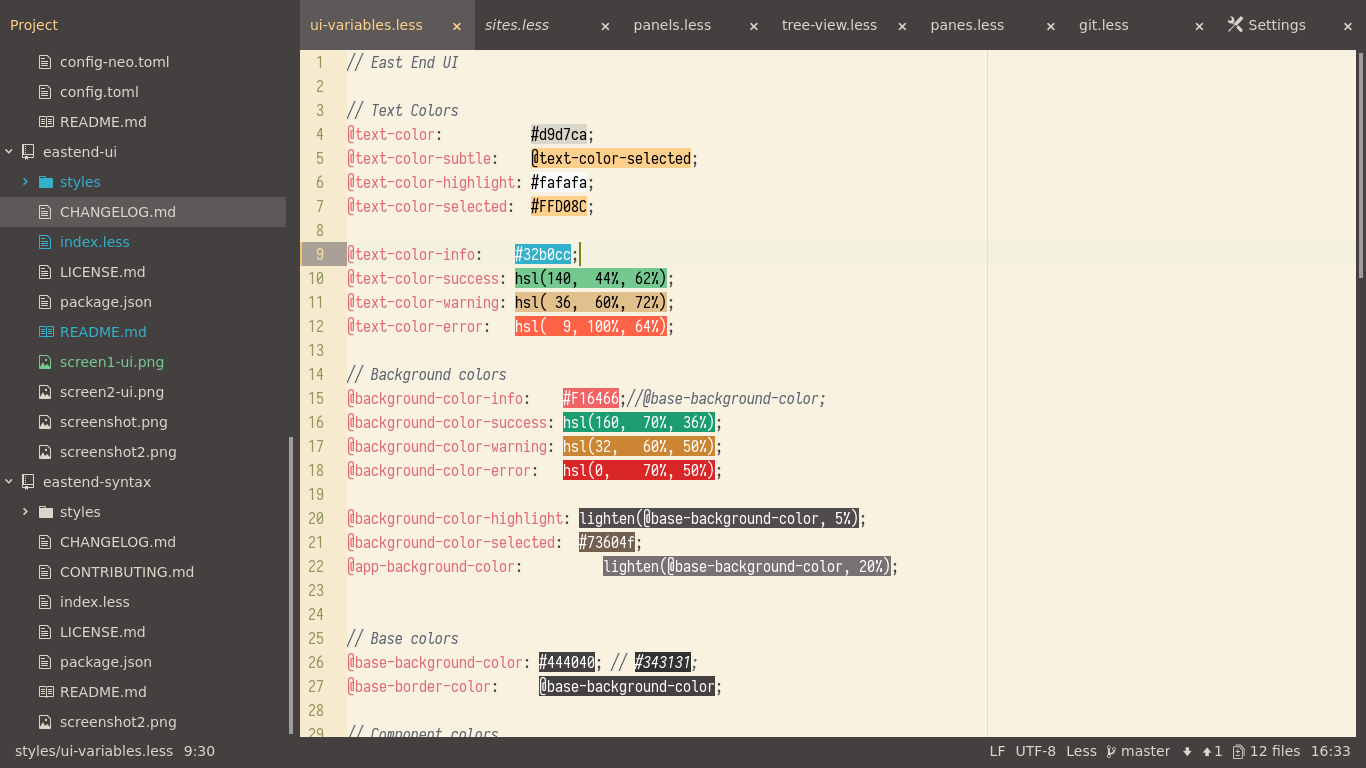 Project
config-neo.toml
config.toml
README.md
eastend-ui
styles
CHANGELOG.md
index.less
LICENSE.md
package.json
README.md
screen1-ui.png
screen2-ui.png
screenshot.png
screenshot2.png
eastend-syntax
styles
CHANGELOG.md
CONTRIBUTING.md
index.less
LICENSE.md
package.json
README.md
screenshot2.png
ui-variables.less × sites.less × panels.less × tree-view.less × panes.less × git.less × Settings ×
1 // East End UI
2
3 // Text Colors
4 @text-color: #d9d7ca;
5 @text-color-subtle: @text-color-selected;
6 @text-color-highlight: #fafafa;
7 @text-color-selected: #FFD08C;
8
9 @text-color-info: #32b0cc;
10 @text-color-success: hsl(140, 44%, 62%);
11 @text-color-warning: hsl( 36, 60%, 72%);
12 @text-color-error: hsl( 9, 100%, 64%);
13
14 // Background colors
15 @background-color-info: #F16466;//@base-background-color;
16 @background-color-success: hsl(160, 70%, 36%);
17 @background-color-warning: hsl(32, 60%, 50%);
18 @background-color-error: hsl(0, 70%, 50%);
19
20 @background-color-highlight: lighten(@base-background-color, 5%);
21 @background-color-selected: #73604f;
22 @app-background-color: lighten(@base-background-color, 20%);
23
24
25 // Base colors
26 @base-background-color: #444040; // #343131;
27 @base-border-color: @base-background-color;
28
29 // Component colors
styles/ui-variables.less 9:30 LF UTF-8 Less master 1 12 files 16:33